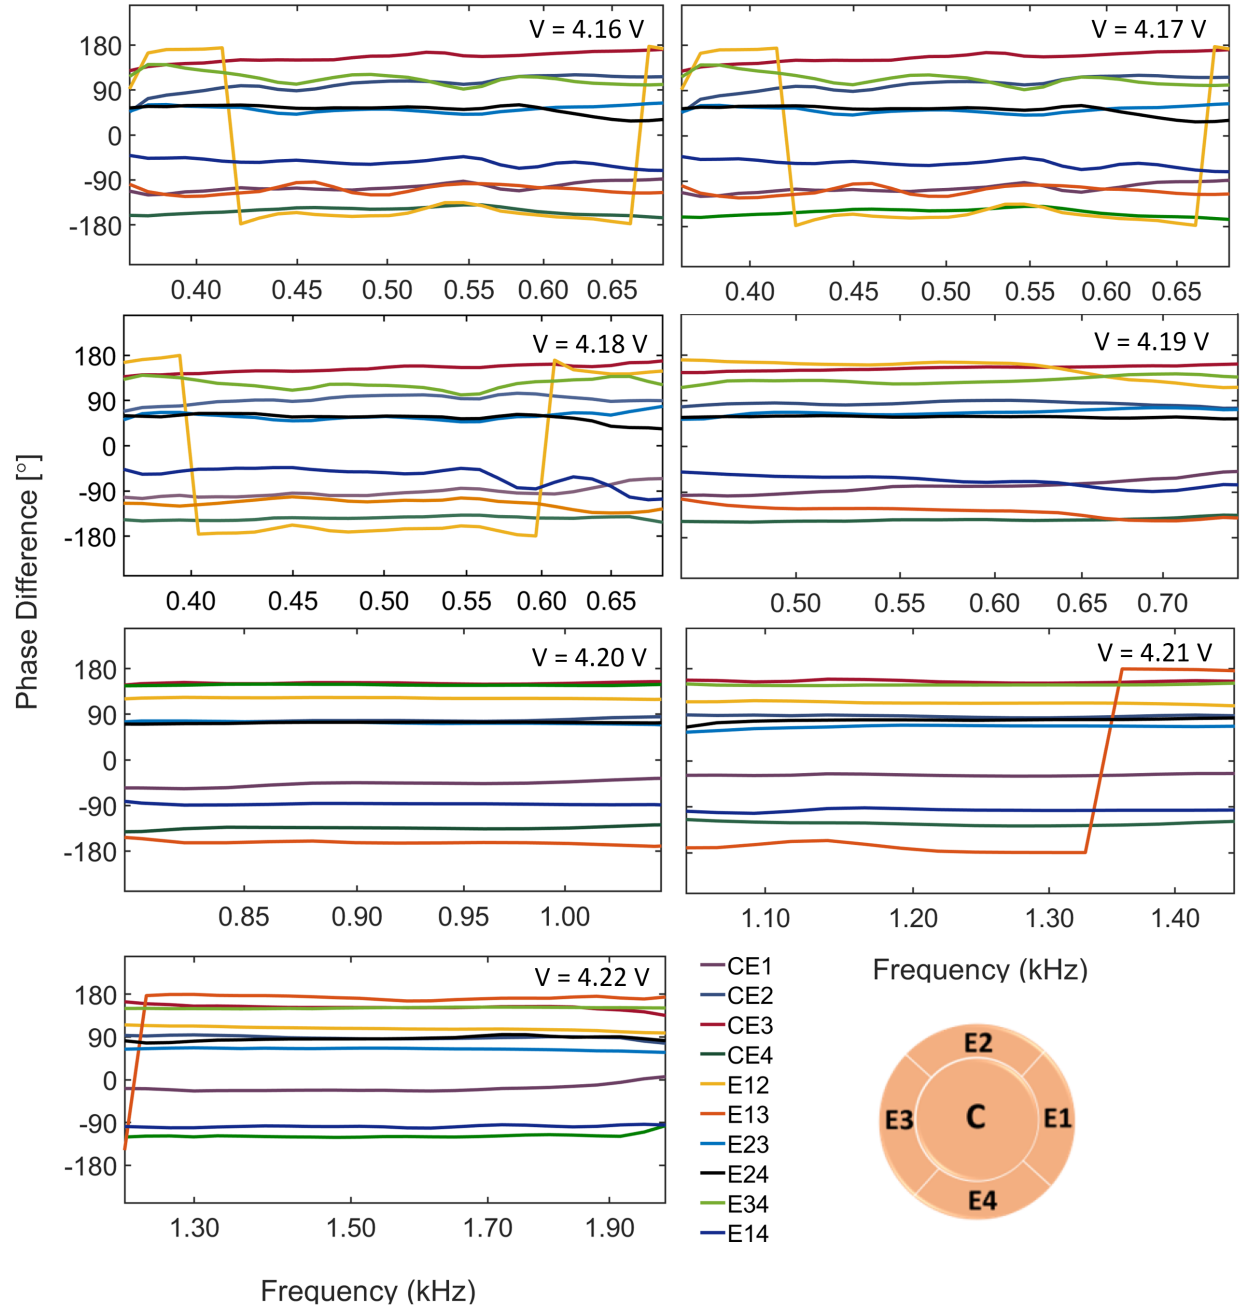 V = 4.16 V
V = 4.17 V
180
90
0
-90
-180
0.40 0.45 0.50 0.55 0.60 0.65
0.40 0.45 0.50 0.55 0.60 0.65
V = 4.18 V
V = 4.19 V
180
90
0
-90
-180
0.40 0.45 0.50 0.55 0.60 0.65
0.50 0.55 0.60 0.65 0.70
Phase Difference [°]
V = 4.20 V
V = 4.21 V
180
90
0
-90
-180
0.85 0.90 0.95 1.00
1.10 1.20 1.30 1.40
Frequency (kHz)
V = 4.22 V
180
90
0
-90
-180
1.30 1.50 1.70 1.90
Frequency (kHz)
CE1
CE2
CE3
CE4
E12
E13
E23
E24
E34
E14
E2
E3 C E1
E4